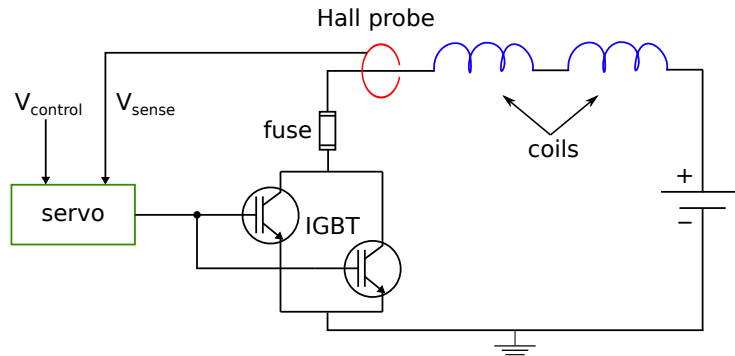 Hall probe
V_control
V_sense
fuse
coils
servo
IGBT
+
−